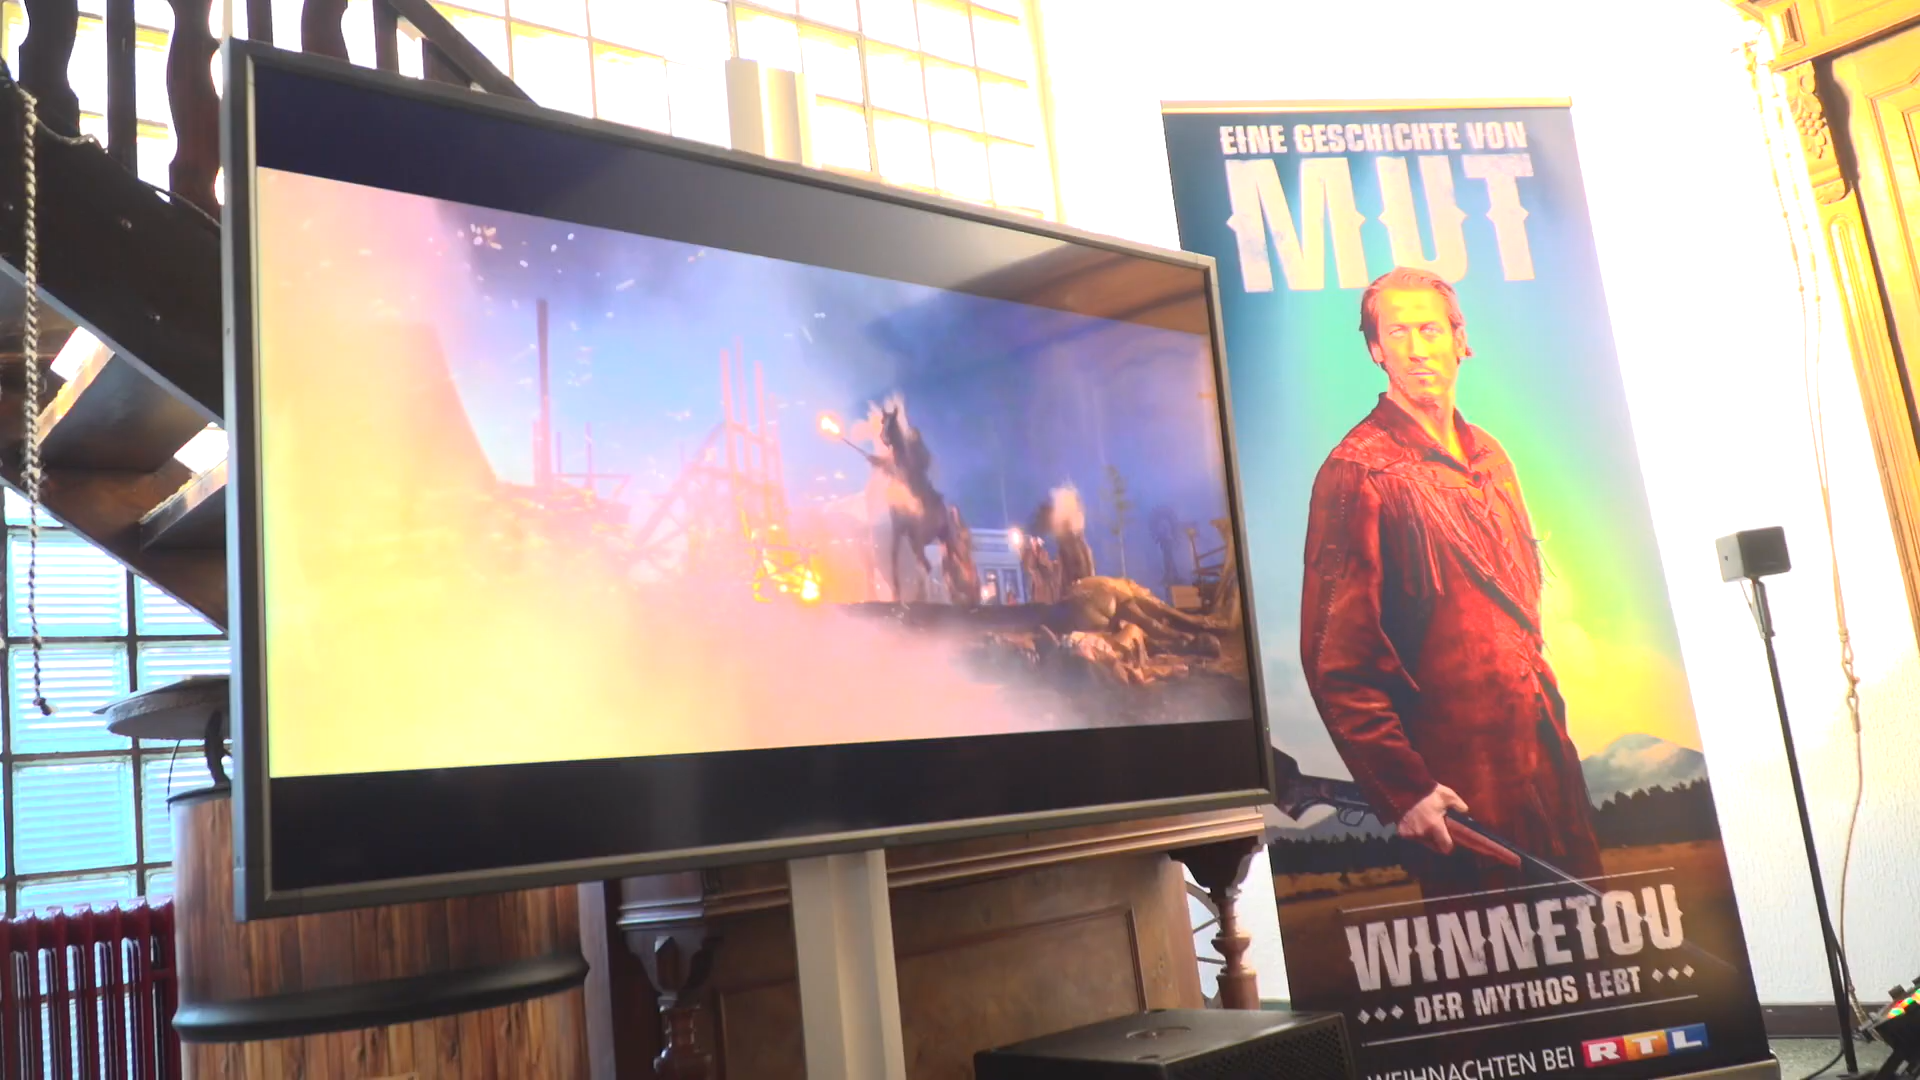 EINE GESCHICHTE VON
MUT
WINNETOU
DER MYTHOS LEBT
WEIHNACHTEN BEI RTL